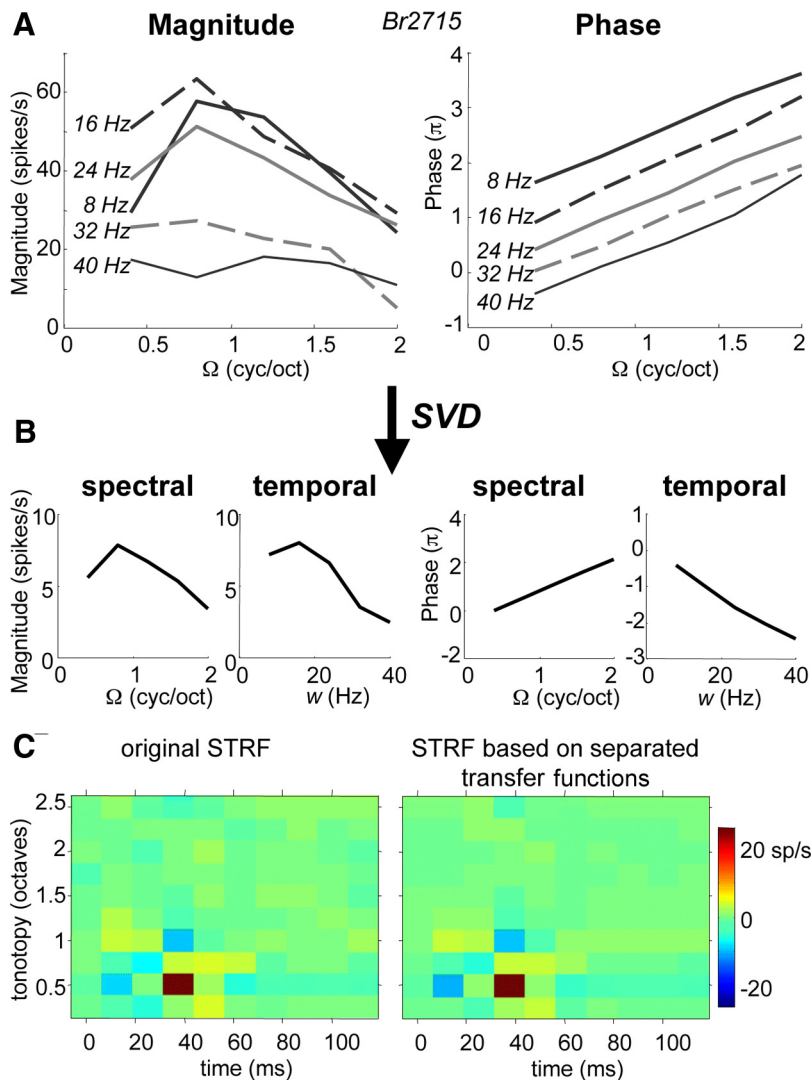 A
Magnitude
Br2715
Phase
Magnitude (spikes/s)
60
40
20
0
16 Hz
24 Hz
8 Hz
32 Hz
40 Hz
0
0.5
1
1.5
2
Ω (cyc/oct)
Phase (π)
4
3
2
1
0
-1
8 Hz
16 Hz
24 Hz
32 Hz
40 Hz
0
0.5
1
1.5
2
Ω (cyc/oct)
SVD
B
spectral
temporal
spectral
temporal
Magnitude (spikes/s)
10
5
0
0
1
2
Ω (cyc/oct)
10
5
0
0
20
40
w (Hz)
Phase (π)
4
2
0
-2
0
1
2
Ω (cyc/oct)
1
0
-1
-2
-3
0
20
40
w (Hz)
C
original STRF
STRF based on separated
transfer functions
tonotopy (octaves)
2.5
2
1.5
1
0.5
0
20
40
60
80
100
time (ms)
0
20
40
60
80
100
time (ms)
20 sp/s
0
-20